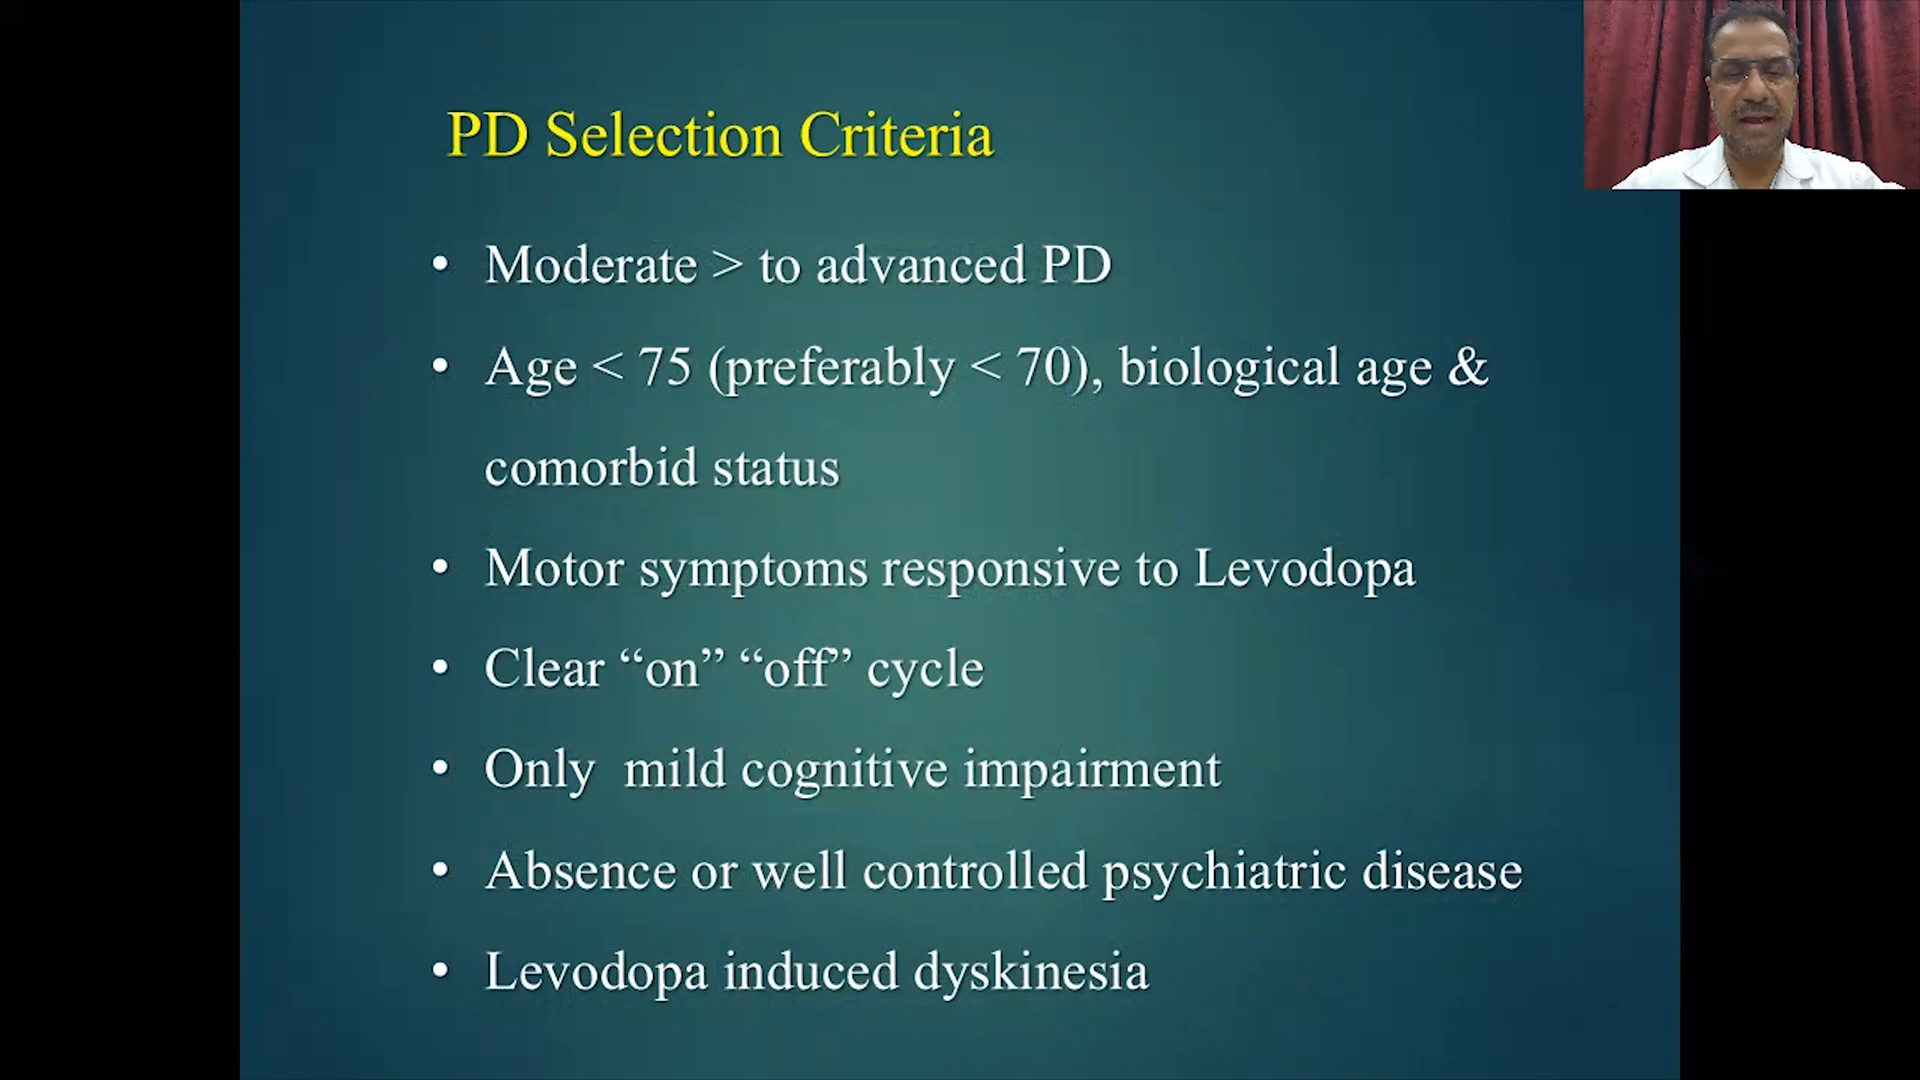 PD Selection Criteria
• Moderate > to advanced PD
• Age < 75 (preferably < 70), biological age &
comorbid status
• Motor symptoms responsive to Levodopa
• Clear “on” “off” cycle
• Only  mild cognitive impairment
• Absence or well controlled psychiatric disease
• Levodopa induced dyskinesia